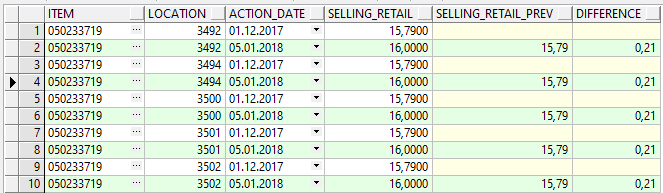 ITEM LOCATION ACTION_DATE SELLING_RETAIL SELLING_RETAIL_PREV DIFFERENCE
1 050233719 ... 3492 01.12.2017 15,7900
2 050233719 ... 3492 05.01.2018 16,0000 15,79 0,21
3 050233719 ... 3494 01.12.2017 15,7900
4 050233719 ... 3494 05.01.2018 16,0000 15,79 0,21
5 050233719 ... 3500 01.12.2017 15,7900
6 050233719 ... 3500 05.01.2018 16,0000 15,79 0,21
7 050233719 ... 3501 01.12.2017 15,7900
8 050233719 ... 3501 05.01.2018 16,0000 15,79 0,21
9 050233719 ... 3502 01.12.2017 15,7900
10 050233719 ... 3502 05.01.2018 16,0000 15,79 0,21